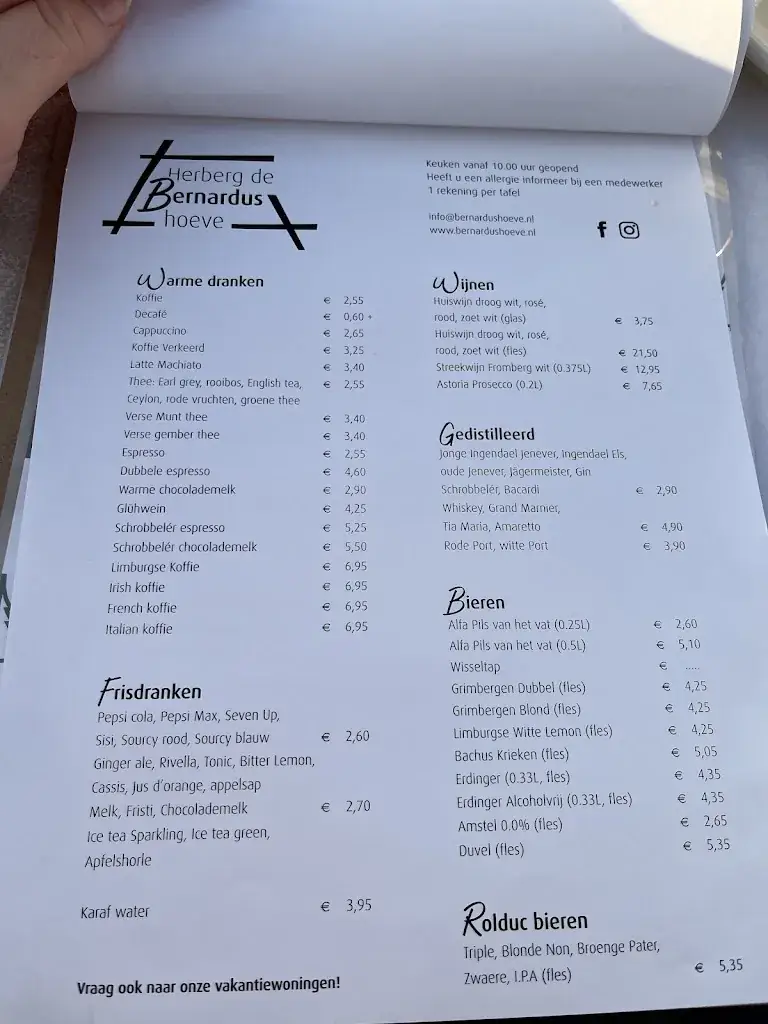 Herberg de
Bernardus
hoeve
Keuken vanaf 10.00 uur geopend
Heeft u een allergie informeer bij een medewerker
1 rekening per tafel
info@bernardushoeve.nl
www.bernardushoeve.nl
Warme dranken
Koffie € 2,55
Decafé € 0,60 +
Cappuccino € 2,65
Koffie Verkeerd € 3,25
Latte Machiato € 3,40
Thee: Earl grey, rooibos, English tea, € 2,55
Ceylon, rode vruchten, groene thee
Verse Munt thee € 3,40
Verse gember thee € 3,40
Espresso € 2,55
Dubbele espresso € 4,60
Warme chocolademelk € 2,90
Glühwein € 4,25
Schrobbelér espresso € 5,25
Schrobbelér chocolademelk € 5,50
Limburgse Koffie € 6,95
Irish koffie € 6,95
French koffie € 6,95
Italian koffie € 6,95
Frisdranken
Pepsi cola, Pepsi Max, Seven Up,
Sisi, Sourcy rood, Sourcy blauw € 2,60
Ginger ale, Rivella, Tonic, Bitter Lemon,
Cassis, Jus d'orange, appelsap
Melk, Fristi, Chocolademelk € 2,70
Ice tea Sparkling, Ice tea green,
Apfelshorle
Karaf water € 3,95
Vraag ook naar onze vakantiewoningen!
Wijnen
Huiswijn droog wit, rosé,
rood, zoet wit (glas) € 3,75
Huiswijn droog wit, rosé,
rood, zoet wit (fles) € 21,50
Streekwijn Fromberg wit (0.375L) € 12,95
Astoria Prosecco (0.2L) € 7,65
Gedistilleerd
Jonge Ingendael jenever, Ingendael Els,
oude Jenever, Jägermeister, Gin
Schrobbelér, Bacardi € 2,90
Whiskey, Grand Marnier,
Tia Maria, Amaretto € 4,90
Rode Port, witte Port € 3,90
Bieren
Alfa Pils van het vat (0.25L) € 2,60
Alfa Pils van het vat (0.5L) € 5,10
Wisseltap € .....
Grimbergen Dubbel (fles) € 4,25
Grimbergen Blond (fles) € 4,25
Limburgse Witte Lemon (fles) € 4,25
Bachus Krieken (fles) € 5,05
Erdinger (0.33L, fles) € 4,35
Erdinger Alcoholvrij (0.33L, fles) € 4,35
Amstel 0.0% (fles) € 2,65
Duvel (fles) € 5,35
Rolduc bieren
Triple, Blonde Non, Broenge Pater,
Zwaere, I.P.A (fles) € 5,35